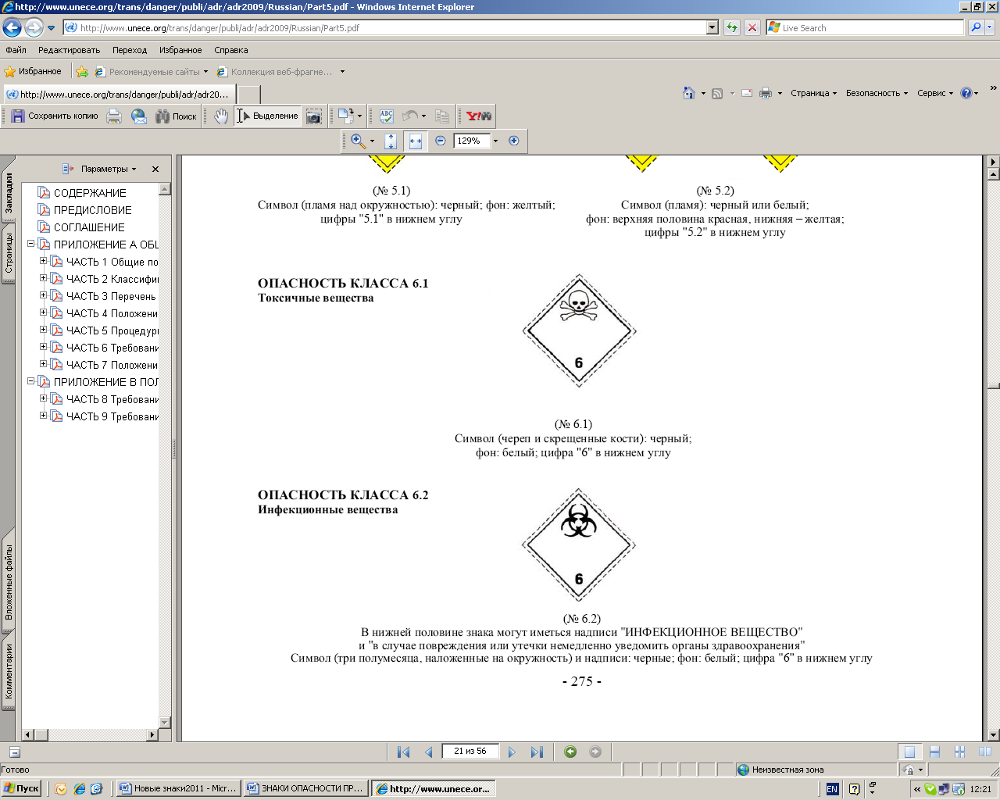 http://www.unece.org/trans/danger/publi/adr/adr2009/Russian/Part5.pdf - Windows Internet Explorer
http://www.unece.org/trans/danger/publi/adr/adr2009/Russian/Part5.pdf
Live Search
Файл Редактировать Переход Избранное Справка
Избранное Рекомендуемые сайты Коллекция веб-фрагме...
http://www.unece.org/trans/danger/publi/adr/adr20...
Страница Безопасность Сервис
Сохранить копию Поиск Выделение
129%
Закладки
Страницы
Вложенные файлы
Комментарии
Параметры
СОДЕРЖАНИЕ
ПРЕДИСЛОВИЕ
СОГЛАШЕНИЕ
ПРИЛОЖЕНИЕ А ОБЩ
ЧАСТЬ 1 Общие по
ЧАСТЬ 2 Классифи
ЧАСТЬ 3 Перечень
ЧАСТЬ 4 Положени
ЧАСТЬ 5 Процедур
ЧАСТЬ 6 Требовани
ЧАСТЬ 7 Положени
ПРИЛОЖЕНИЕ В ПОЛ
ЧАСТЬ 8 Требовани
ЧАСТЬ 9 Требовани
(№ 5.1)
Символ (пламя над окружностью): черный; фон: желтый;
цифры "5.1" в нижнем углу
(№ 5.2)
Символ (пламя): черный или белый;
фон: верхняя половина красная, нижняя – желтая;
цифры "5.2" в нижнем углу
ОПАСНОСТЬ КЛАССА 6.1
Токсичные вещества
6
(№ 6.1)
Символ (череп и скрещенные кости): черный;
фон: белый; цифра "6" в нижнем углу
ОПАСНОСТЬ КЛАССА 6.2
Инфекционные вещества
6
(№ 6.2)
В нижней половине знака могут иметься надписи "ИНФЕКЦИОННОЕ ВЕЩЕСТВО"
и "в случае повреждения или утечки немедленно уведомить органы здравоохранения"
Символ (три полумесяца, наложенные на окружность) и надписи: черные; фон: белый; цифра "6" в нижнем углу
- 275 -
21 из 56
Готово
Неизвестная зона
Пуск
Новые знаки2011 - Micr...
ЗНАКИ ОПАСНОСТИ ПР...
http://www.unece.or...
EN
12:21